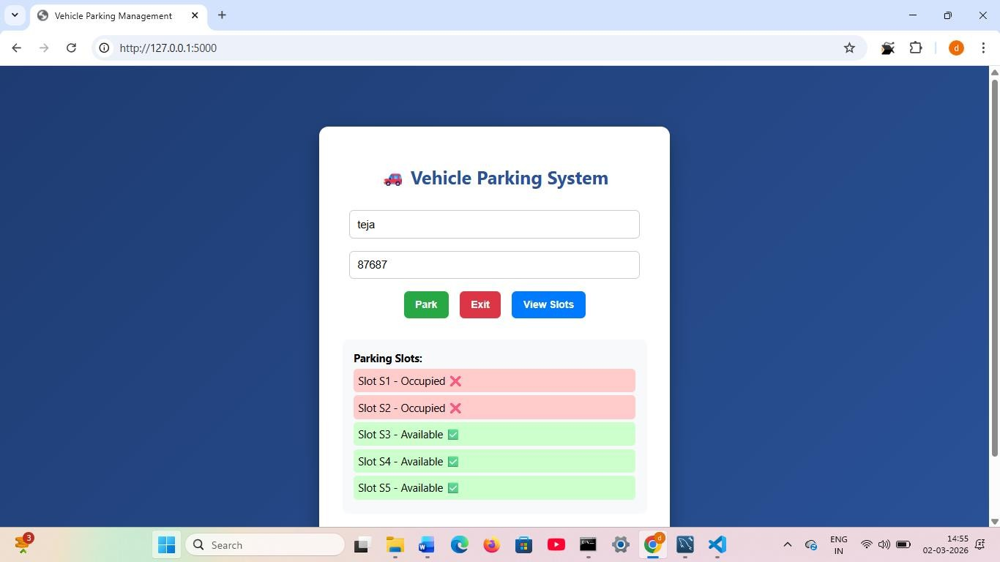 Vehicle Parking Management
http://127.0.0.1:5000
d
🚗 Vehicle Parking System
teja
87687
Park Exit View Slots
Parking Slots:
Slot S1 - Occupied ❌
Slot S2 - Occupied ❌
Slot S3 - Available ✅
Slot S4 - Available ✅
Slot S5 - Available ✅
3
Search
d
ENG
IN
14:55
02-03-2026